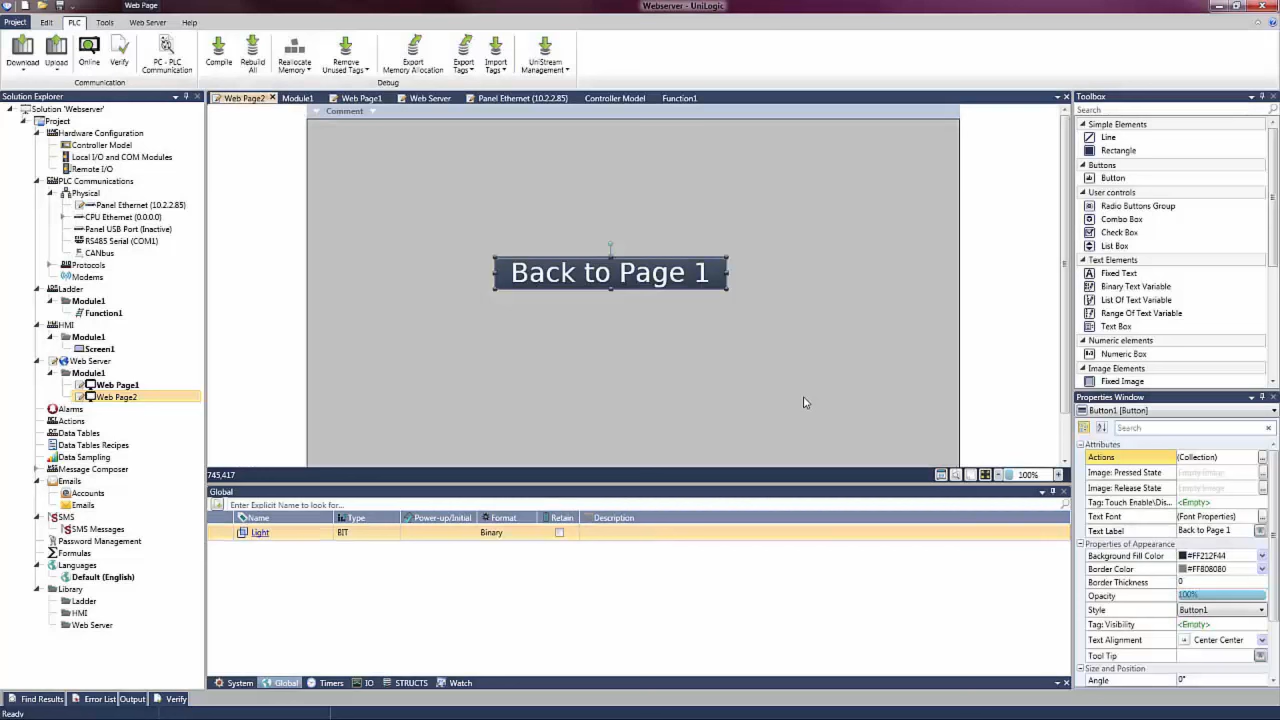 Web Page
Webserver - UniLogic
Project Edit PLC Tools Web Server Help
Download Upload Online Verify PC - PLC Communication Compile Rebuild All Reallocate Memory Remove Unused Tags Export Memory Allocation Export Tags Import Tags UniStream Management
Communication Debug
Solution Explorer
Solution 'Webserver'
Project
Hardware Configuration
Controller Model
Local I/O and COM Modules
Remote I/O
PLC Communications
Physical
Panel Ethernet (10.2.2.85)
CPU Ethernet (0.0.0.0)
Panel USB Port (Inactive)
RS485 Serial (COM1)
CANbus
Protocols
Modems
Ladder
Module1
Function1
HMI
Module1
Screen1
Web Server
Module1
Web Page1
Web Page2
Alarms
Actions
Data Tables
Data Tables Recipes
Data Sampling
Message Composer
Emails
Accounts
Emails
SMS
SMS Messages
Password Management
Formulas
Languages
Default (English)
Library
Ladder
HMI
Web Server
Web Page2 Module1 Web Page1 Web Server Panel Ethernet (10.2.2.85) Controller Model Function1
Comment
Back to Page 1
745,417
100%
Global
Enter Explicit Name to look for...
Name Type Power-up/Initial Format Retain Description
Light BIT Binary
System Global Timers IO STRUCTS Watch
Toolbox
Search
Simple Elements
Line
Rectangle
Buttons
Button
User controls
Radio Buttons Group
Combo Box
Check Box
List Box
Text Elements
Fixed Text
Binary Text Variable
List Of Text Variable
Range Of Text Variable
Text Box
Numeric elements
Numeric Box
Image Elements
Fixed Image
Properties Window
Button1 [Button]
Search
Attributes
Actions (Collection)
Image: Pressed State Empty Image
Image: Release State Empty Image
Tag: Touch Enable\Dis... <Empty>
Text Font (Font Properties)
Text Label Back to Page 1
Properties of Appearance
Background Fill Color #FF212F44
Border Color #FF808080
Border Thickness 0
Opacity 100%
Style Button1
Tag: Visibility <Empty>
Text Alignment Center Center
Tool Tip
Size and Position
Angle 0°
Find Results Error List Output Verify
Ready